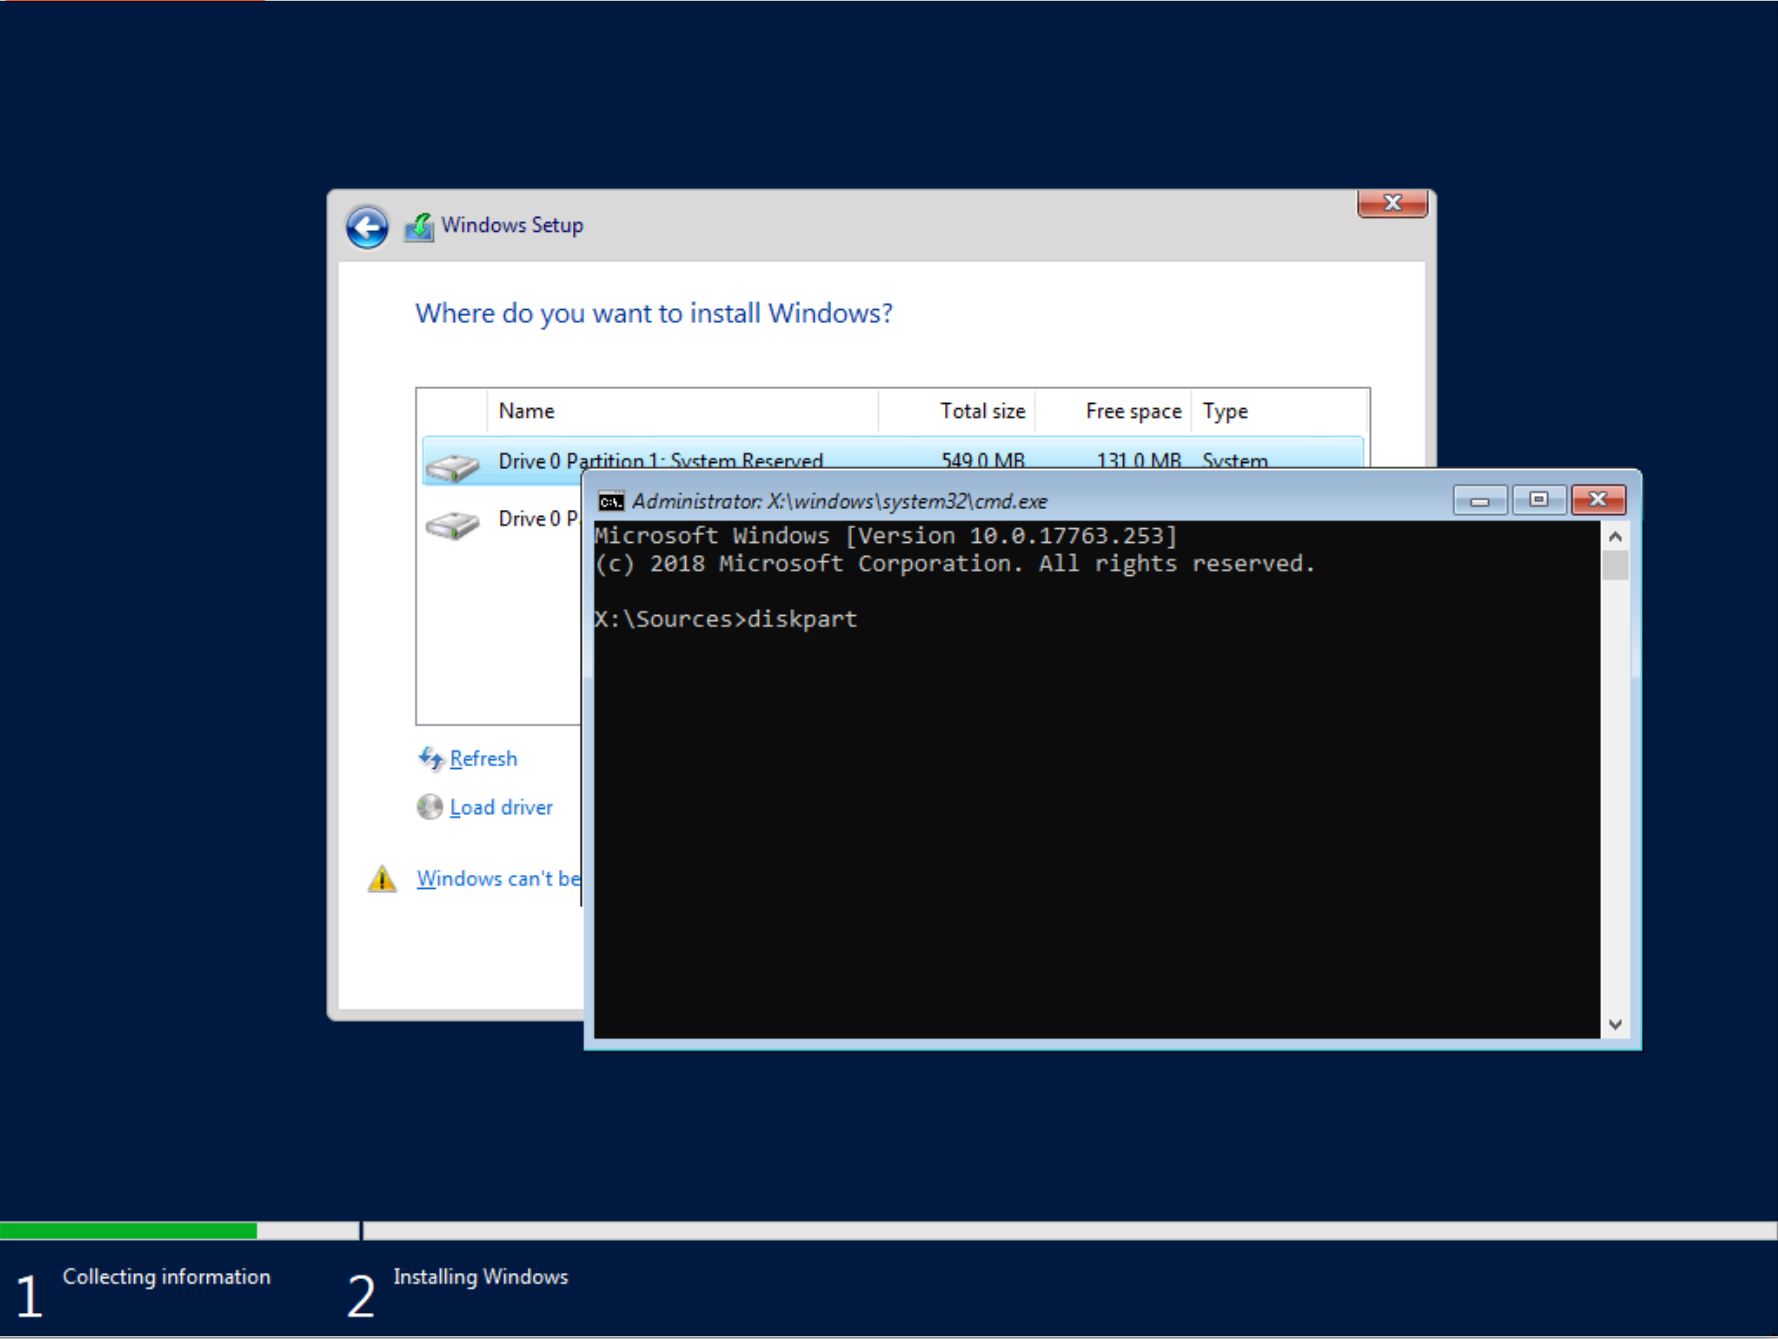 Windows Setup
Where do you want to install Windows?
Name Total size Free space Type
Drive 0 Partition 1: System Reserved 549.0 MB 131.0 MB System
Drive 0
Administrator: X:\windows\system32\cmd.exe
Microsoft Windows [Version 10.0.17763.253]
(c) 2018 Microsoft Corporation. All rights reserved.
X:\Sources>diskpart
Refresh
Load driver
Windows can't be
1 Collecting information
2 Installing Windows